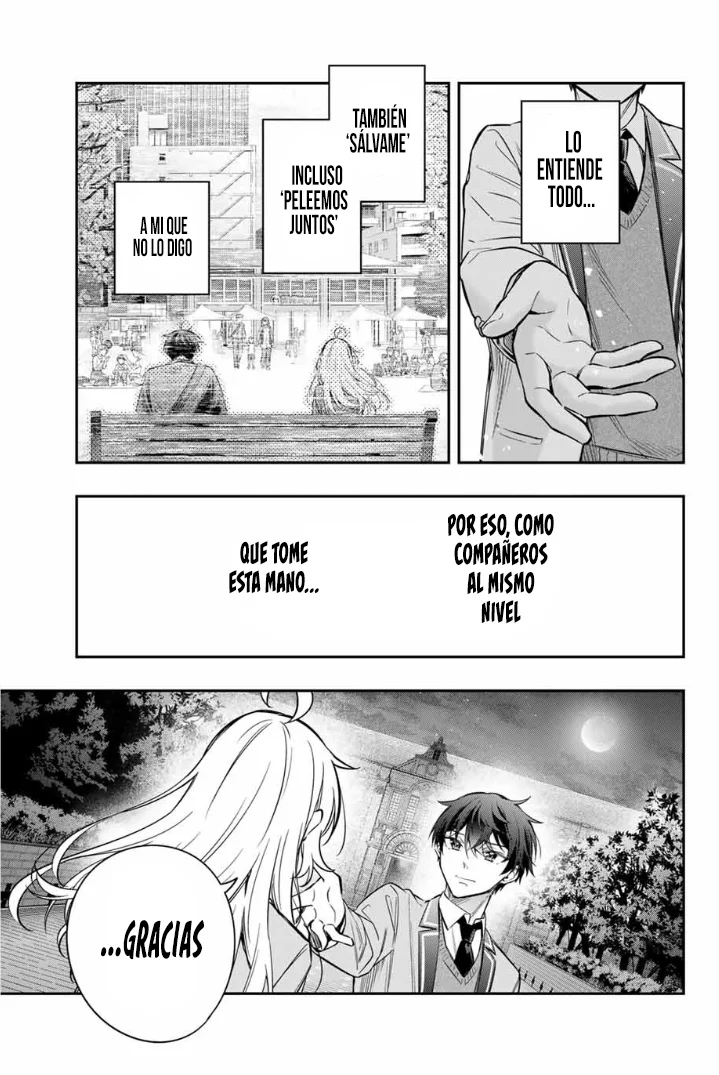 LO
ENTIENDE
TODO...
TAMBIÉN
'SÁLVAME'
INCLUSO
'PELEEMOS
JUNTOS'
A MI QUE
NO LO DIGO
POR ESO, COMO
COMPAÑEROS
AL MISMO
NIVEL
QUE TOME
ESTA MANO...
...GRACIAS